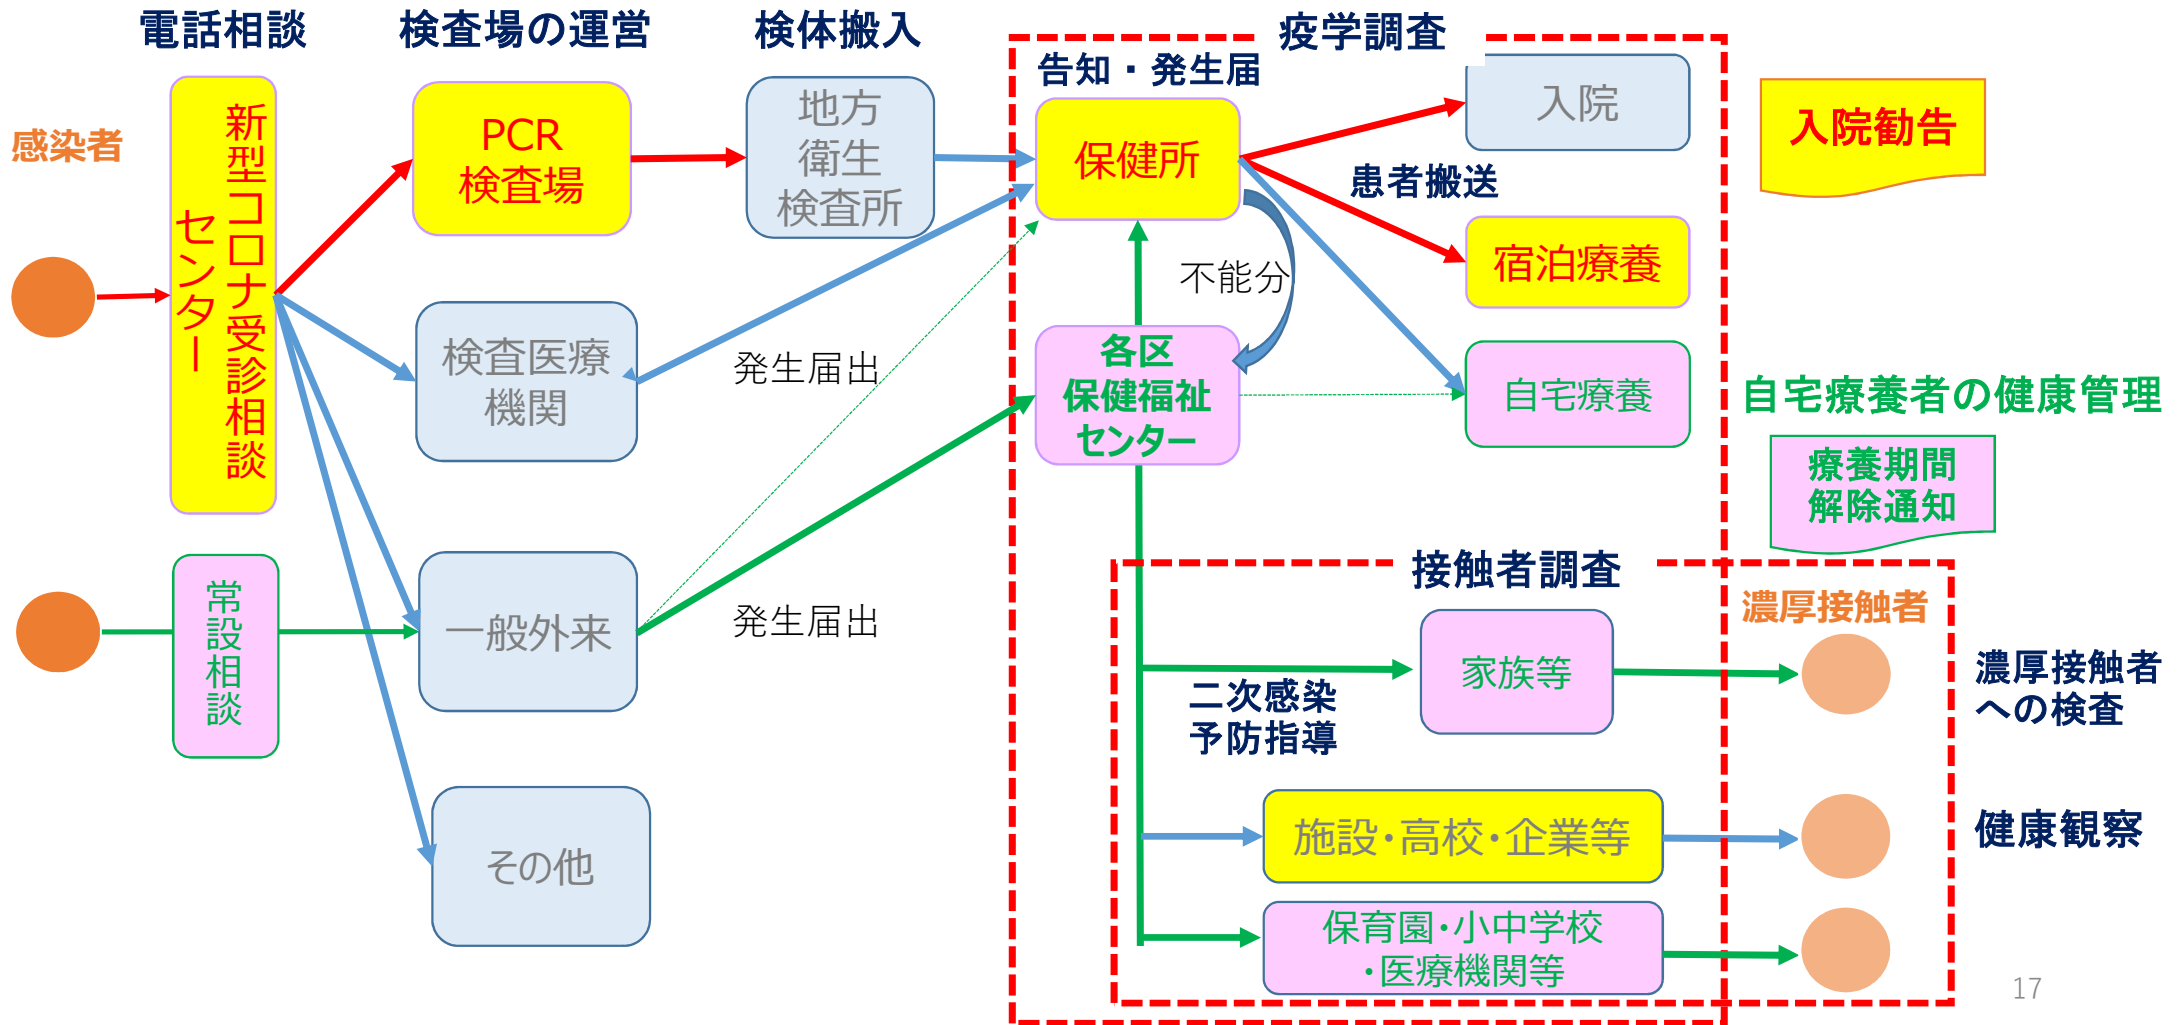 電話相談
検査場の運営
検体搬入
疫学調査
告知・発生届
感染者
新型コロナ受診相談
センター
PCR
検査場
地方
衛生
検査所
保健所
入院
入院勧告
患者搬送
不能分
宿泊療養
検査医療
機関
発生届出
各区
保健福祉
センター
自宅療養
自宅療養者の健康管理
療養期間
解除通知
常設相談
一般外来
発生届出
接触者調査
濃厚接触者
家族等
二次感染
予防指導
濃厚接触者
への検査
その他
施設・高校・企業等
健康観察
保育園・小中学校
・医療機関等
17